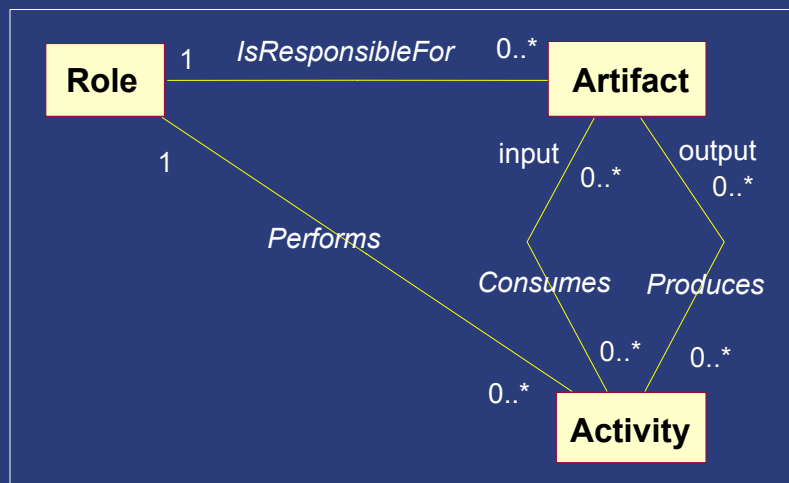 IsResponsibleFor
1
0..*
Role
Artifact
1
input
output
0..*
0..*
Performs
Consumes
Produces
0..*
0..*
0..*
Activity